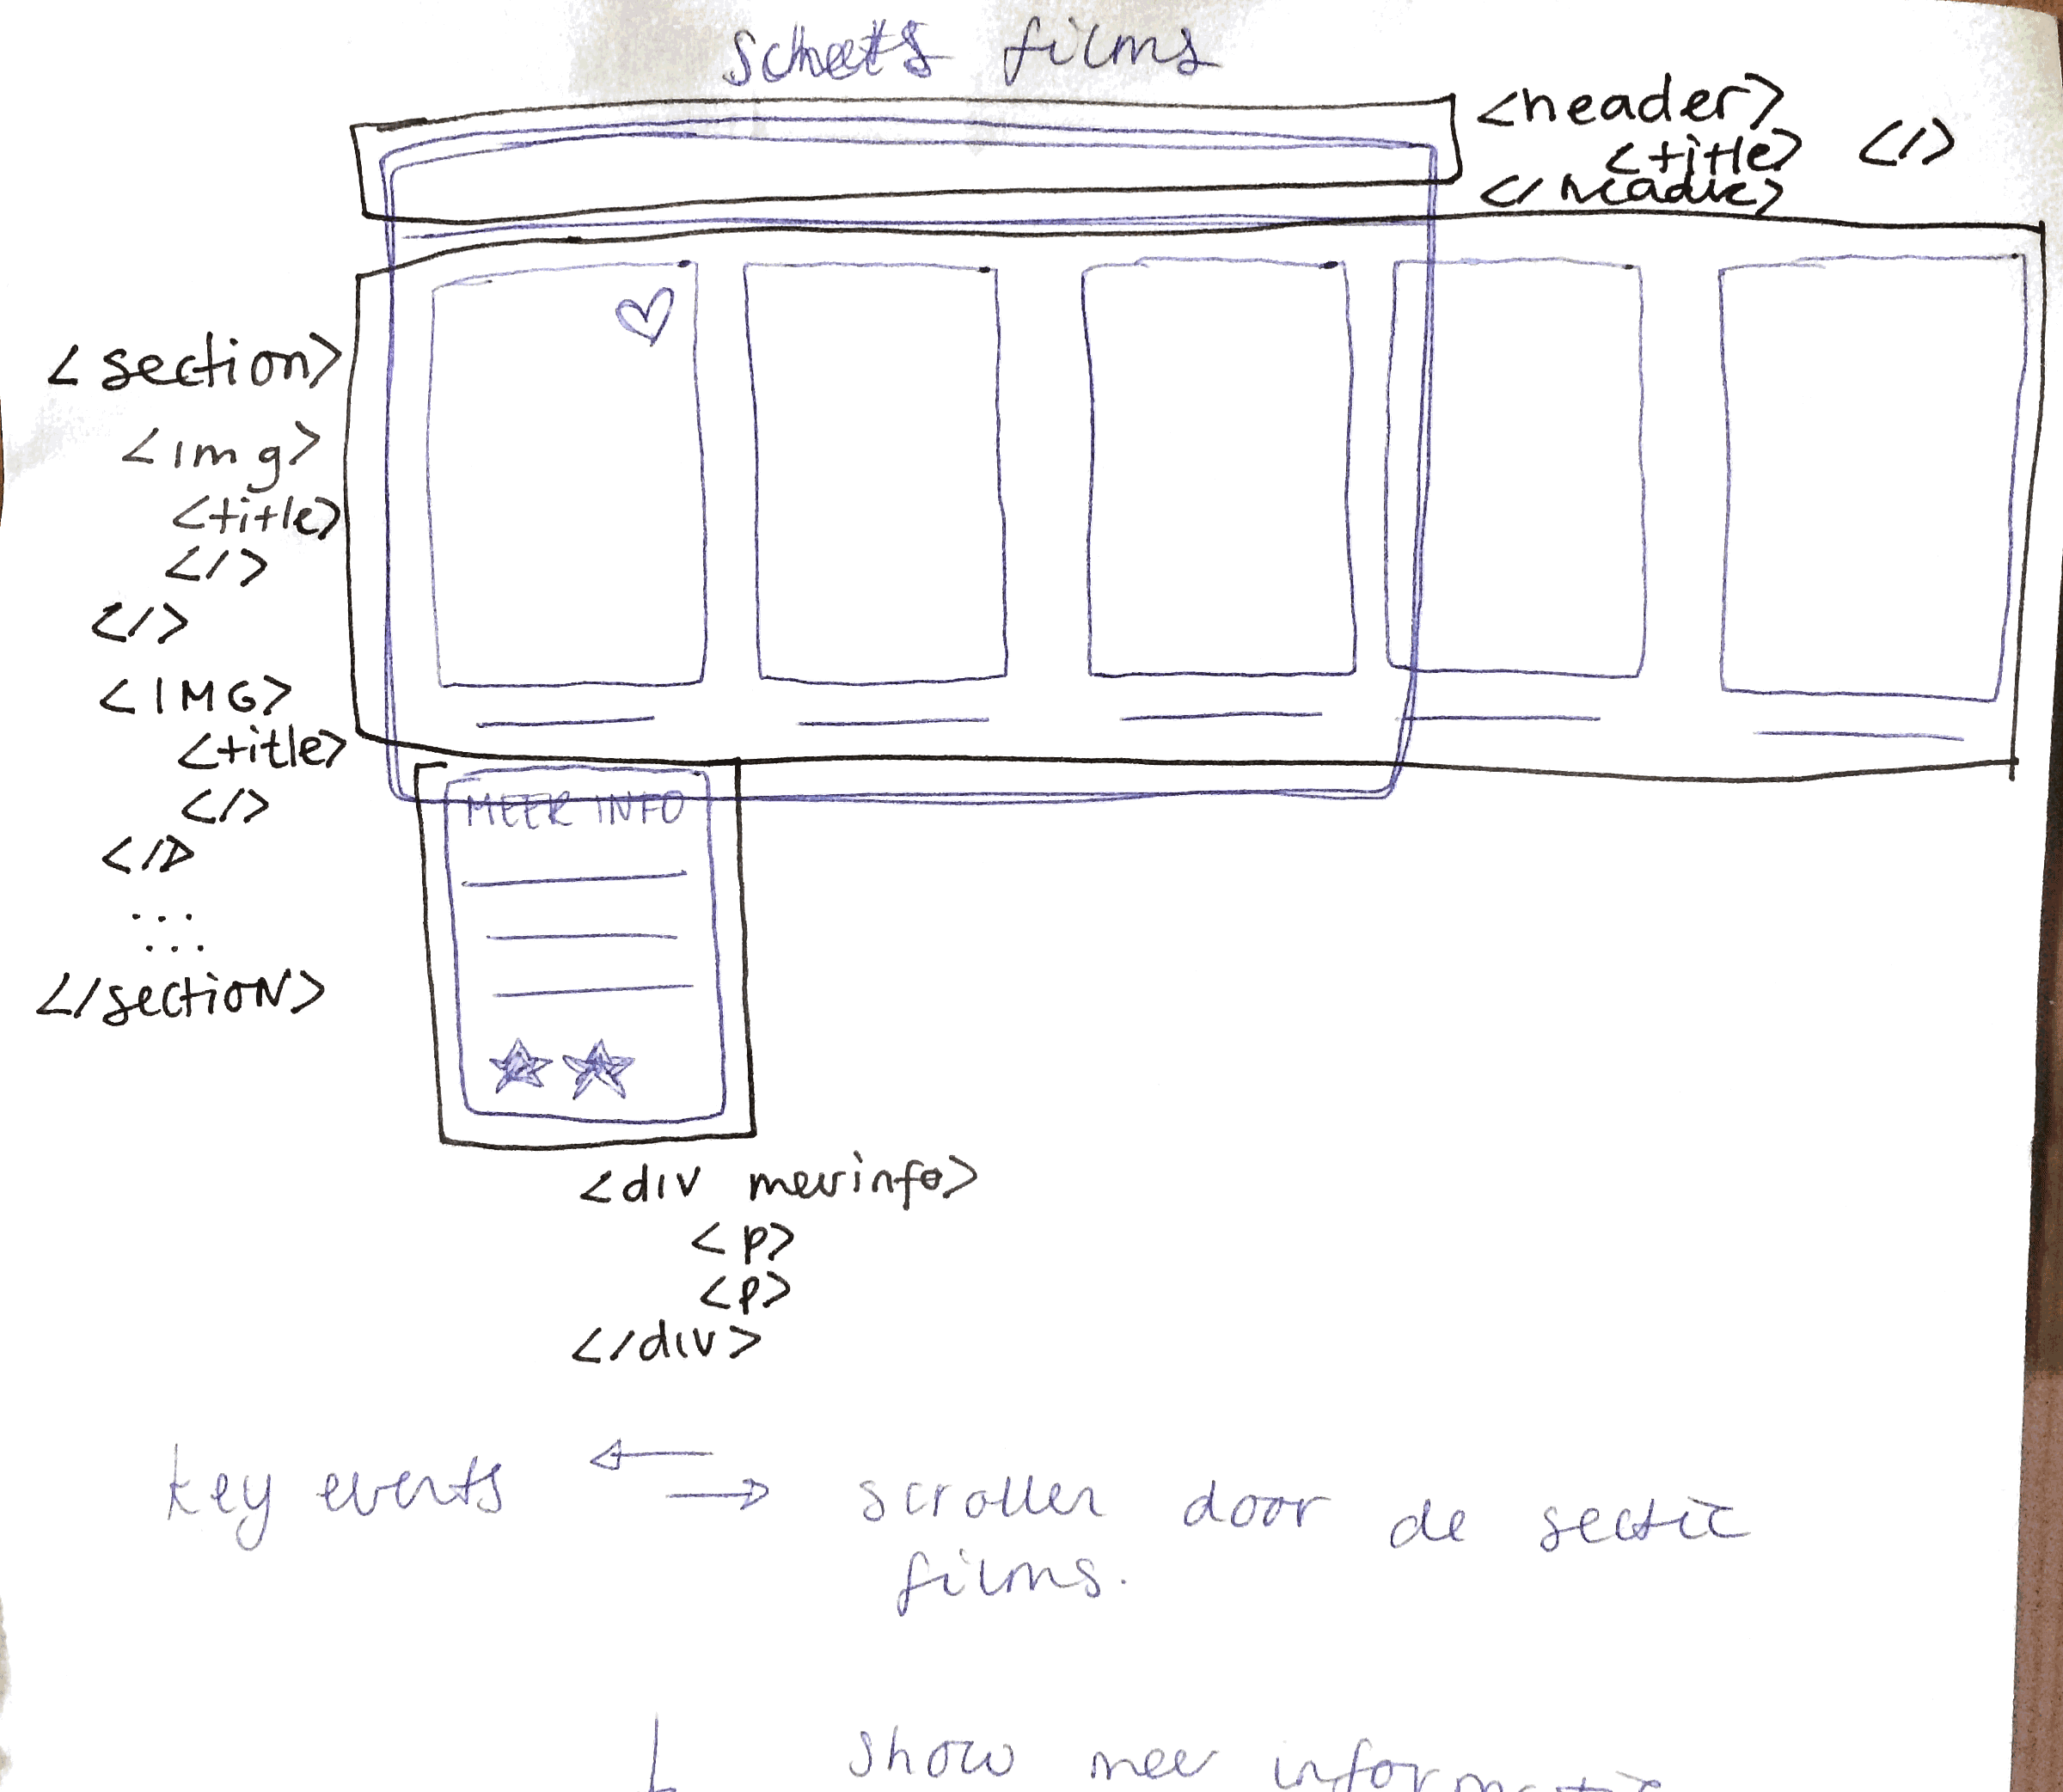 schets films
<header>
<title> </>
</header>
<section>
<img>
<title>
</>
</>
<IMG>
<title>
</>
</>
...
...
</section>
MEER INFO
<div meerinfo>
<p>
<p>
</div>
key events ← → scrollen door de sectie
films.
↓ show meer informatie